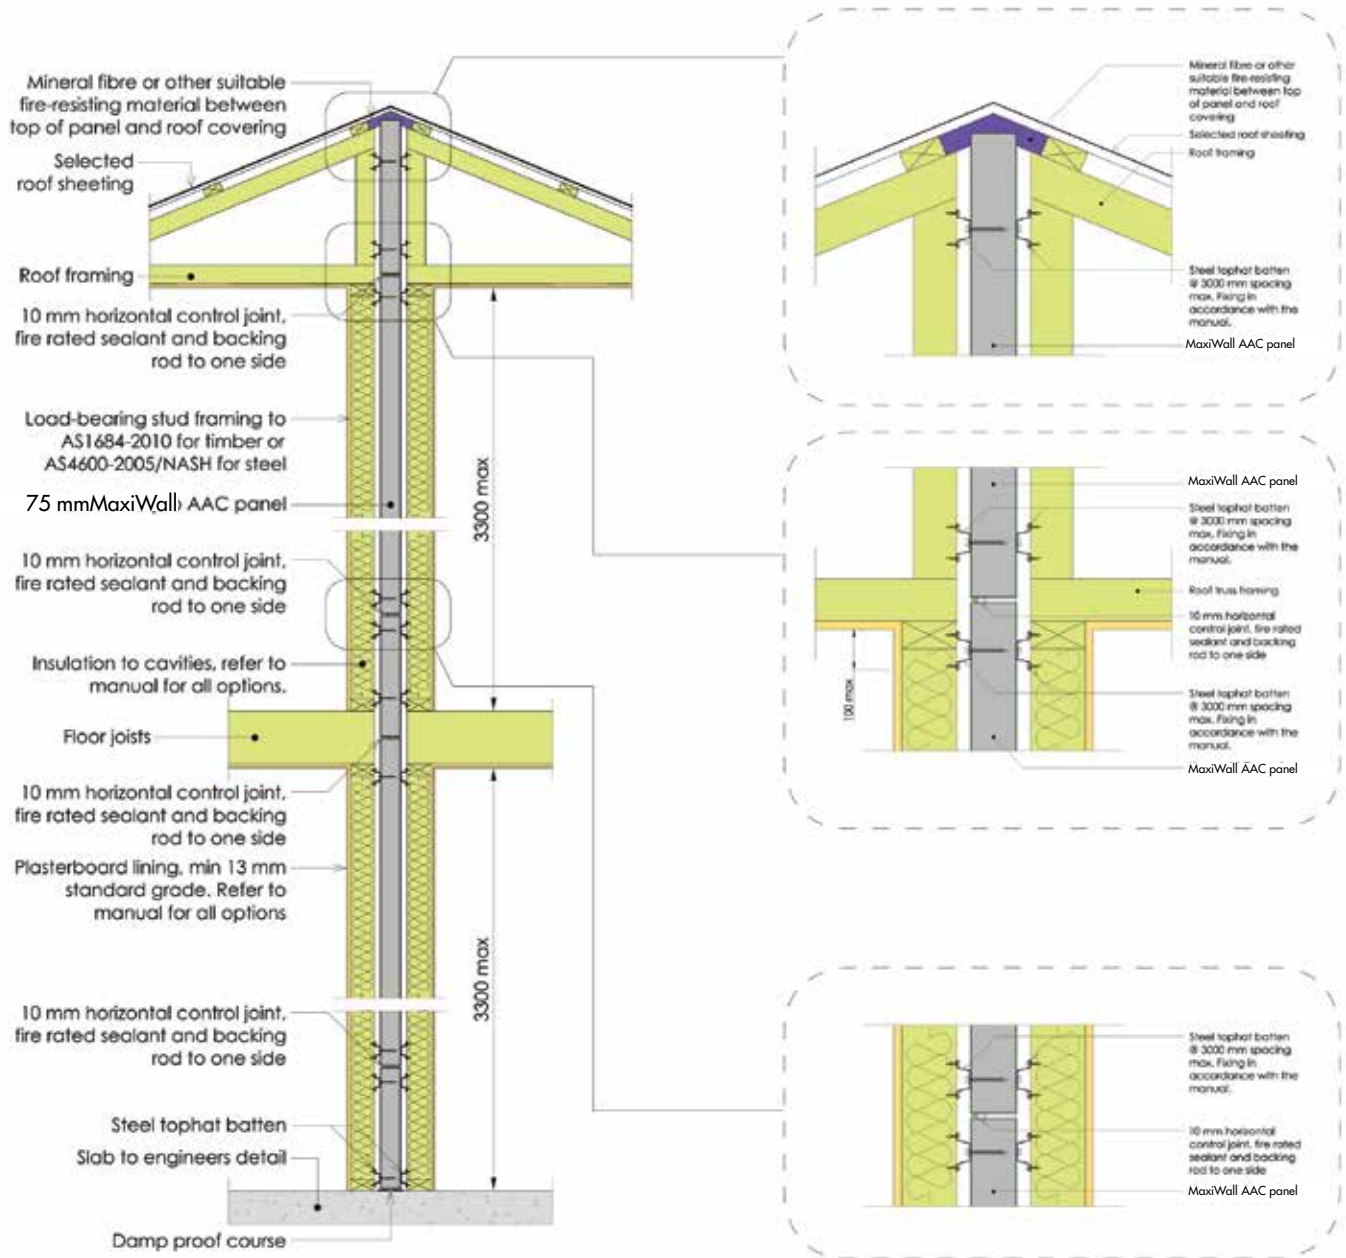 Mineral fibre or other suitable
fire-resisting material between
top of panel and roof covering
Selected
roof sheeting
Roof framing
10 mm horizontal control joint,
fire rated sealant and backing
rod to one side
Load-bearing stud framing to
AS1684-2010 for timber or
AS4600-2005/NASH for steel
75 mmMaxiWall AAC panel
10 mm horizontal control joint,
fire rated sealant and backing
rod to one side
Insulation to cavities, refer to
manual for all options.
Floor joists
10 mm horizontal control joint,
fire rated sealant and backing
rod to one side
Plasterboard lining, min 13 mm
standard grade. Refer to
manual for all options
10 mm horizontal control joint,
fire rated sealant and backing
rod to one side
Steel tophat batten
Slab to engineers detail
Damp proof course
3300 max
3300 max
Mineral fibre or other
suitable fire-resisting
material between top
of panel and roof
covering
Selected roof sheeting
Roof framing
Steel tophat batten
@ 3000 mm spacing
max. Fixing in
accordance with the
manual.
MaxiWall AAC panel
MaxiWall AAC panel
Steel tophat batten
@ 3000 mm spacing
max. Fixing in
accordance with the
manual.
Roof truss framing
10 mm horizontal
control joint, fire rated
sealant and backing
rod to one side
100 max
Steel tophat batten
@ 3000 mm spacing
max. Fixing in
accordance with the
manual.
MaxiWall AAC panel
Steel tophat batten
@ 3000 mm spacing
max. Fixing in
accordance with the
manual.
10 mm horizontal
control joint, fire rated
sealant and backing
rod to one side
MaxiWall AAC panel